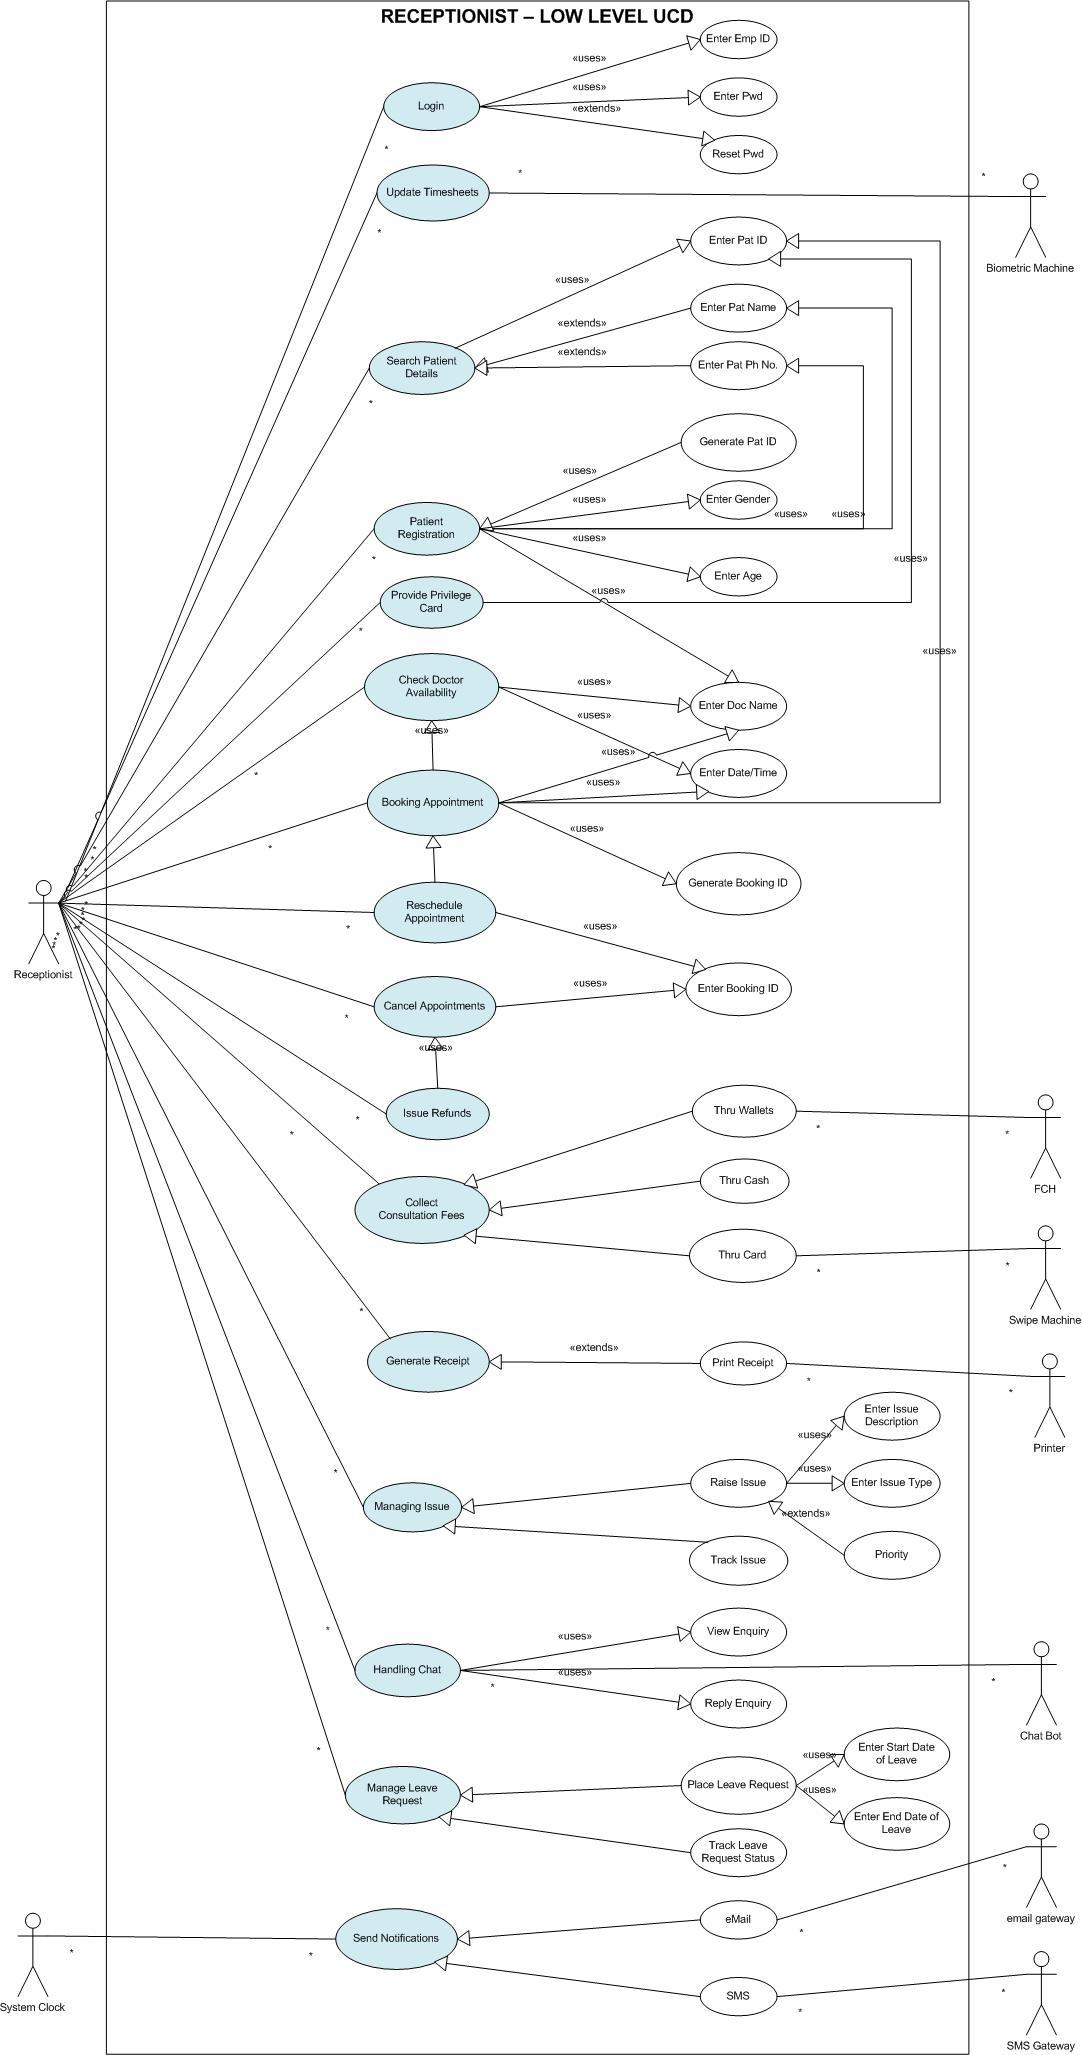 RECEPTIONIST – LOW LEVEL UCD
Enter Emp ID
«uses»
«uses»
Enter Pwd
Login
«extends»
Reset Pwd
*
*
*
Update Timesheets
*
Biometric Machine
Enter Pat ID
«uses»
Enter Pat Name
«extends»
«extends»
Search Patient
Details
Enter Pat Ph No.
*
Generate Pat ID
«uses»
«uses»
Enter Gender
«uses»
«uses»
Patient
Registration
«uses»
*
«uses»
Enter Age
«uses»
Provide Privilege
Card
*
«uses»
Check Doctor
Availability
«uses»
Enter Doc Name
«uses»
«uses»
«uses»
Enter Date/Time
*
«uses»
Booking Appointment
«uses»
*
Generate Booking ID
Reschedule
Appointment
*
«uses»
Receptionist
Enter Booking ID
«uses»
Cancel Appointments
*
«uses»
Issue Refunds
*
*
Thru Wallets
*
*
FCH
Thru Cash
Collect
Consultation Fees
Thru Card
*
*
Swipe Machine
*
Generate Receipt
«extends»
Print Receipt
*
*
Printer
Enter Issue
Description
«uses»
«uses»
Raise Issue
Enter Issue Type
*
Managing Issue
«extends»
Priority
Track Issue
*
View Enquiry
«uses»
Handling Chat
«uses»
*
*
Reply Enquiry
Chat Bot
*
Enter Start Date
of Leave
«uses»
Manage Leave
Request
Place Leave Request
«uses»
Enter End Date of
Leave
Track Leave
Request Status
*
eMail
*
email gateway
Send Notifications
*
*
System Clock
SMS
*
*
SMS Gateway